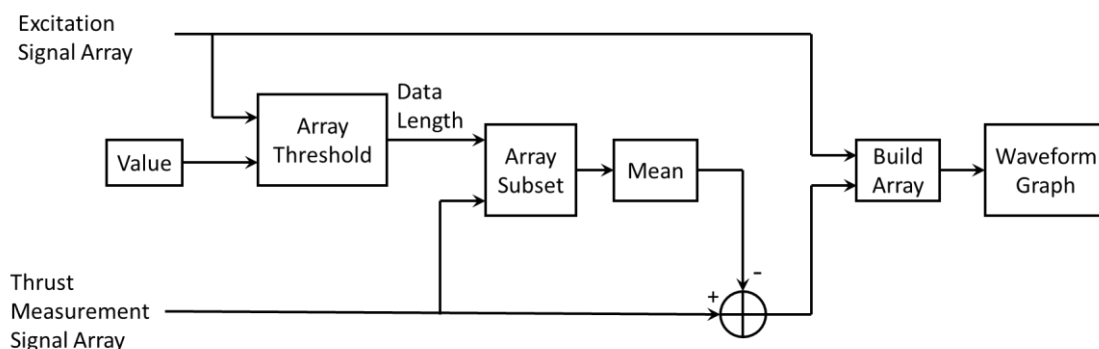 Excitation
Signal Array
Data
Length
Array
Threshold
Value
Array
Subset
Mean
Build
Array
Waveform
Graph
-
+
Thrust
Measurement
Signal Array